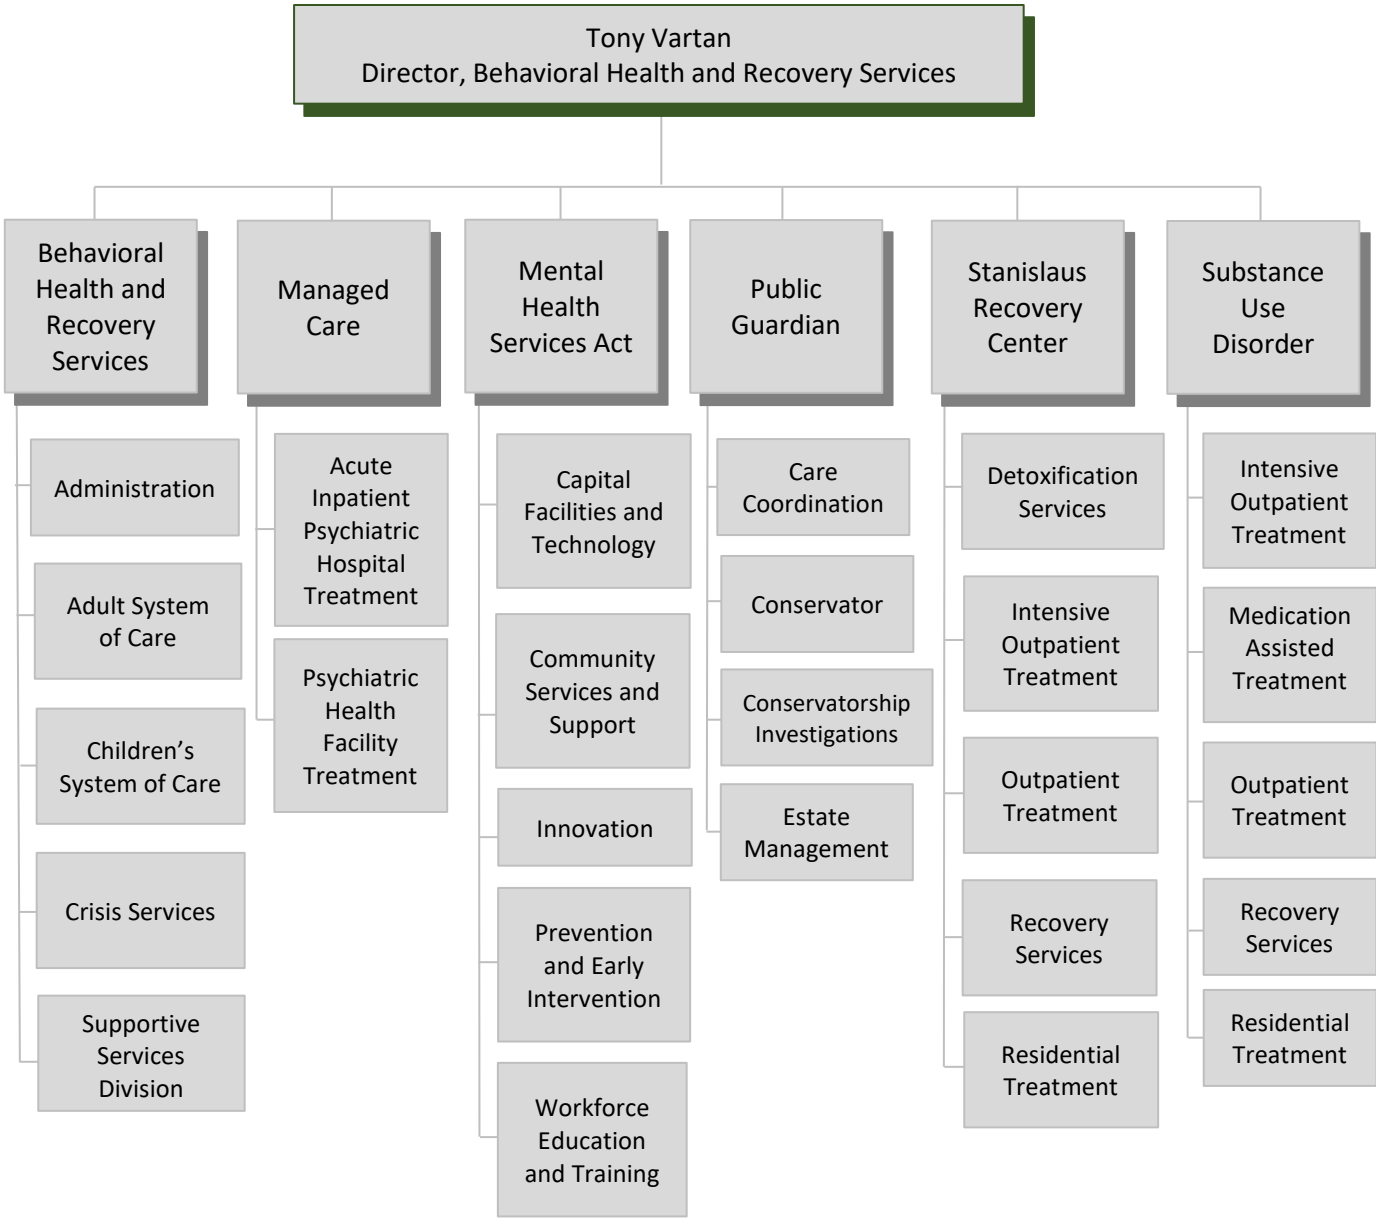 Tony Vartan
Director, Behavioral Health and Recovery Services
Behavioral
Health and
Recovery
Services
Managed
Care
Mental
Health
Services Act
Public
Guardian
Stanislaus
Recovery
Center
Substance
Use
Disorder
Administration
Adult System
of Care
Children’s
System of Care
Crisis Services
Supportive
Services
Division
Acute
Inpatient
Psychiatric
Hospital
Treatment
Psychiatric
Health
Facility
Treatment
Capital
Facilities and
Technology
Community
Services and
Support
Innovation
Prevention
and Early
Intervention
Workforce
Education
and Training
Care
Coordination
Conservator
Conservatorship
Investigations
Estate
Management
Detoxification
Services
Intensive
Outpatient
Treatment
Outpatient
Treatment
Recovery
Services
Residential
Treatment
Intensive
Outpatient
Treatment
Medication
Assisted
Treatment
Outpatient
Treatment
Recovery
Services
Residential
Treatment